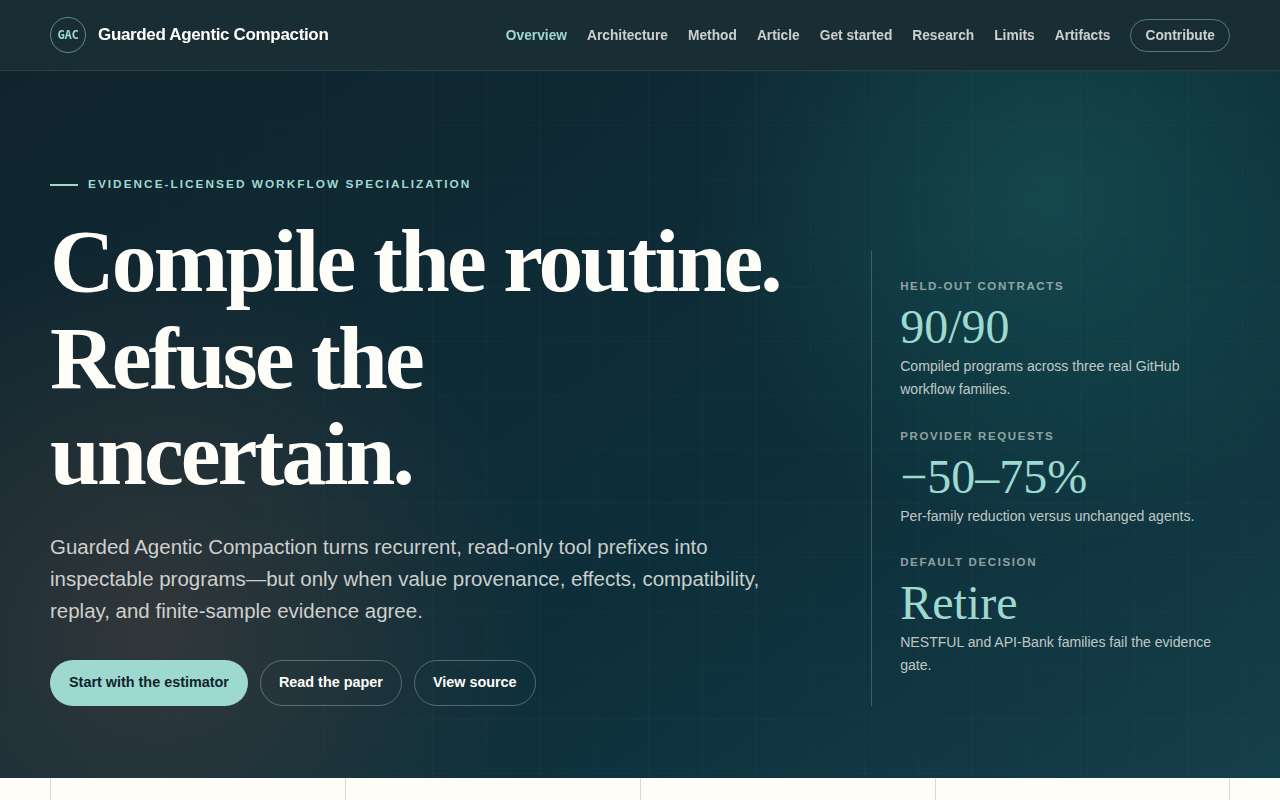 GAC Guarded Agentic Compaction Overview Architecture Method Article Get started Research Limits Artifacts Contribute
EVIDENCE-LICENSED WORKFLOW SPECIALIZATION
Compile the routine.
Refuse the
uncertain.
Guarded Agentic Compaction turns recurrent, read-only tool prefixes into
inspectable programs—but only when value provenance, effects, compatibility,
replay, and finite-sample evidence agree.
Start with the estimator Read the paper View source
HELD-OUT CONTRACTS
90/90
Compiled programs across three real GitHub
workflow families.
PROVIDER REQUESTS
−50–75%
Per-family reduction versus unchanged agents.
DEFAULT DECISION
Retire
NESTFUL and API-Bank families fail the evidence
gate.